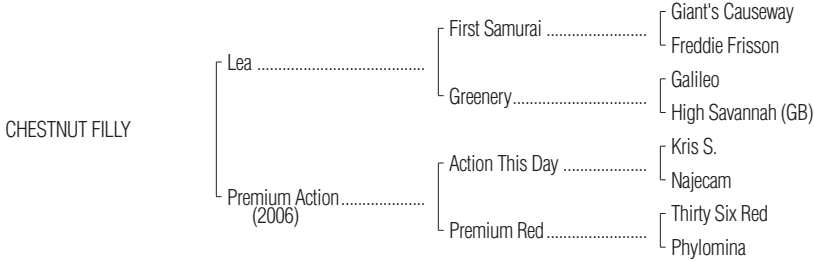 Giant's Causeway
First Samurai ........................
Freddie Frisson
Lea ........................................
Galileo
Greenery................................
High Savannah (GB)
CHESTNUT FILLY
Kris S.
Action This Day ....................
Najecam
Premium Action....................
(2006)
Thirty Six Red
Premium Red.........................
Phylomina